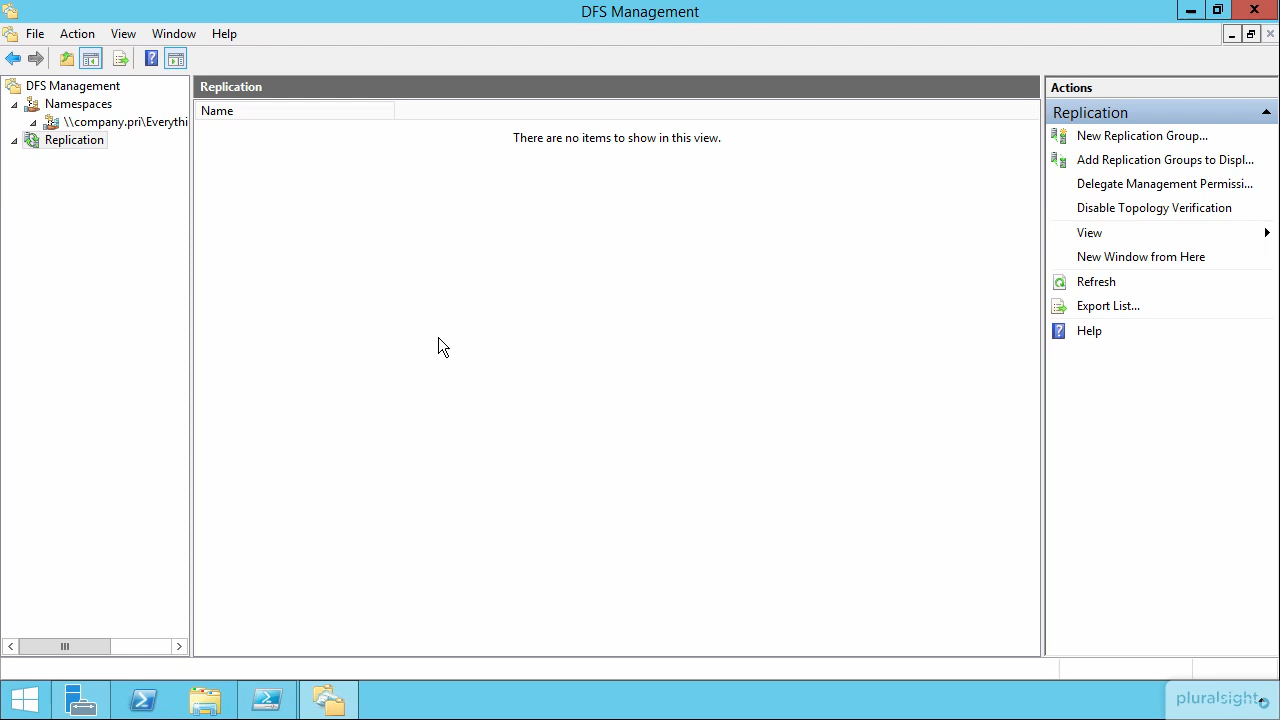 DFS Management
File Action View Window Help
DFS Management
Namespaces
\\company.pri\Everythi
Replication
Replication
Name
There are no items to show in this view.
Actions
Replication
New Replication Group...
Add Replication Groups to Displ...
Delegate Management Permissi...
Disable Topology Verification
View
New Window from Here
Refresh
Export List...
Help
pluralsight